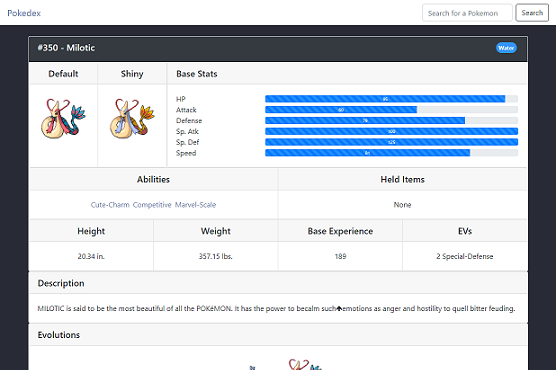 Pokedex
Search for a Pokemon
Search
#350 - Milotic
Water
Default
Shiny
Base Stats
HP
95
Attack
60
Defense
79
Sp. Atk
100
Sp. Def
125
Speed
81
Abilities
Held Items
Cute-Charm Competitive Marvel-Scale
None
Height
Weight
Base Experience
EVs
20.34 in.
357.15 lbs.
189
2 Special-Defense
Description
MILOTIC is said to be the most beautiful of all the POKéMON. It has the power to becalm such🡅emotions as anger and hostility to quell bitter feuding.
Evolutions